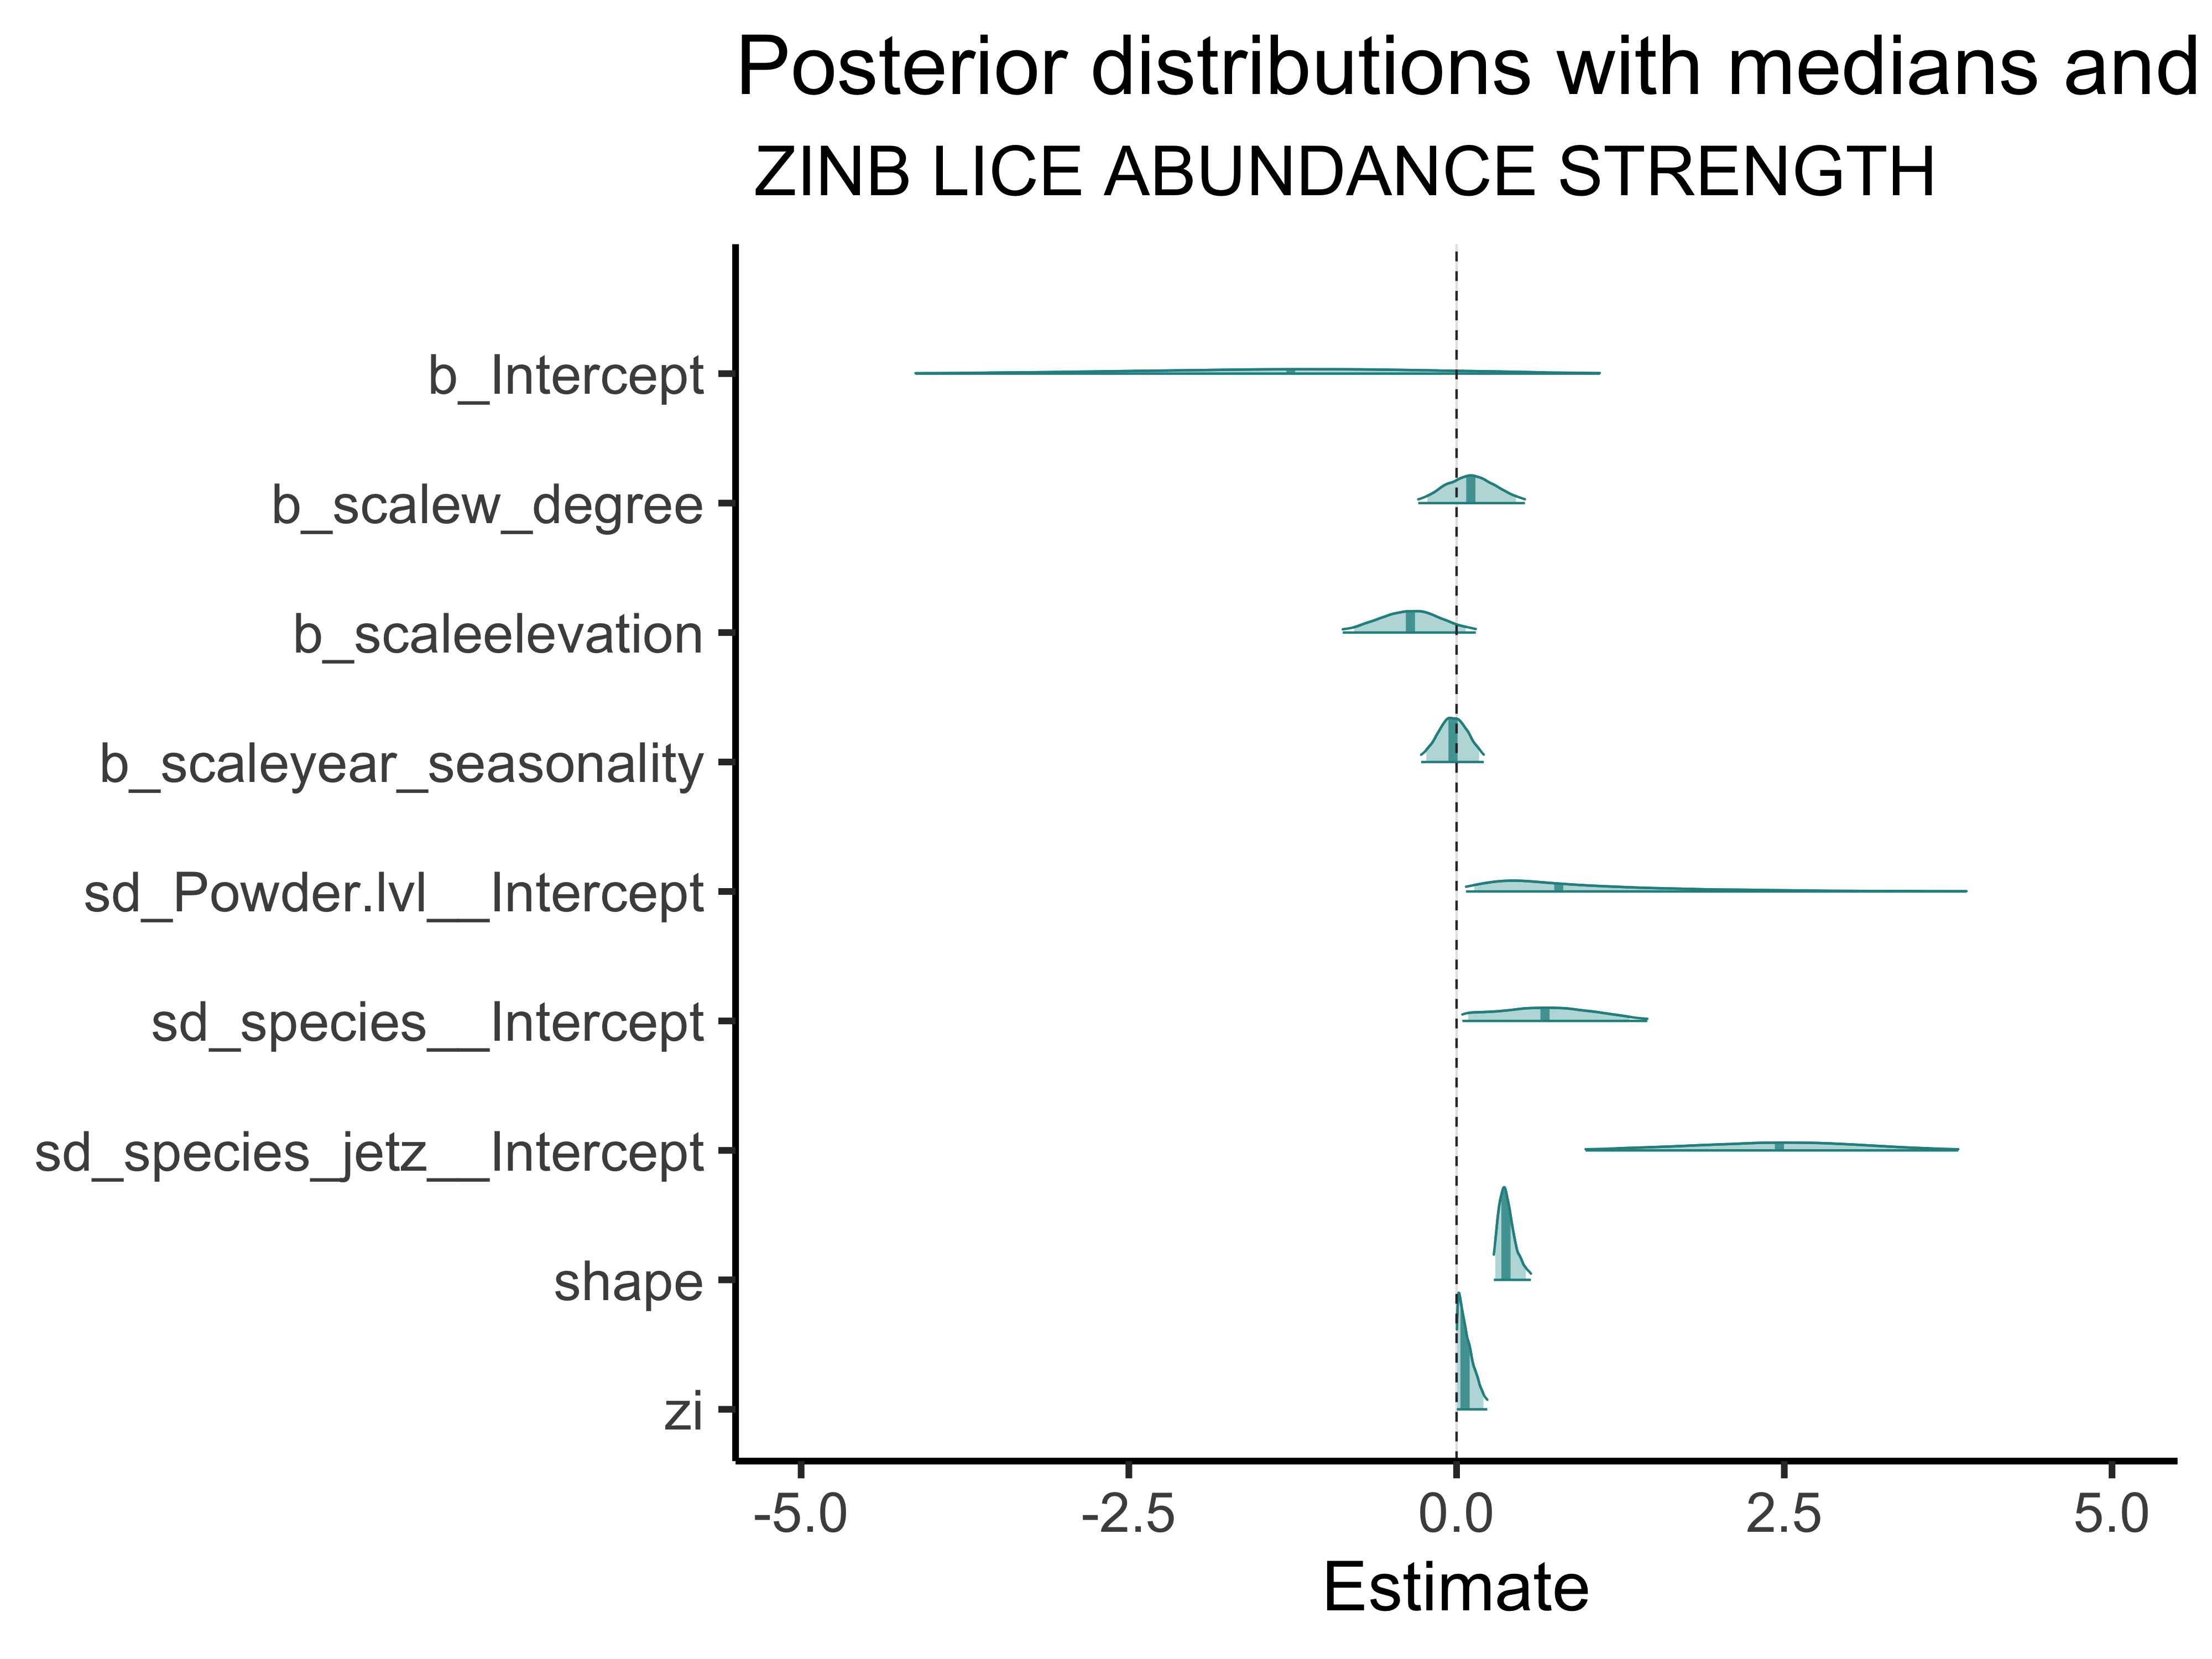 Posterior distributions with medians and
ZINB LICE ABUNDANCE STRENGTH
b_Intercept
b_scalew_degree
b_scaleelevation
b_scaleyear_seasonality
sd_Powder.lvl__Intercept
sd_species__Intercept
sd_species_jetz__Intercept
shape
zi
-5.0 -2.5 0.0 2.5 5.0
Estimate